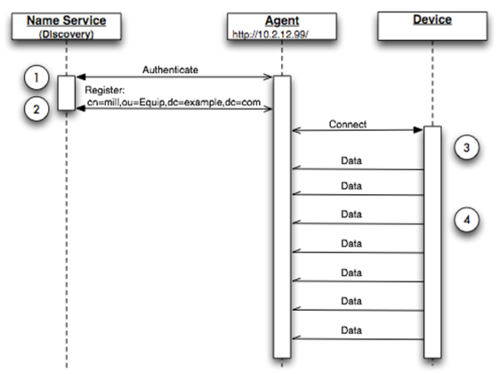 Name Service
(Discovery)
Agent
http://10.2.12.99/
Device
1
Authenticate
Register:
cn=mill,ou=Equip,dc=example,dc=com
2
Connect
3
Data
Data
Data
4
Data
Data
Data
Data